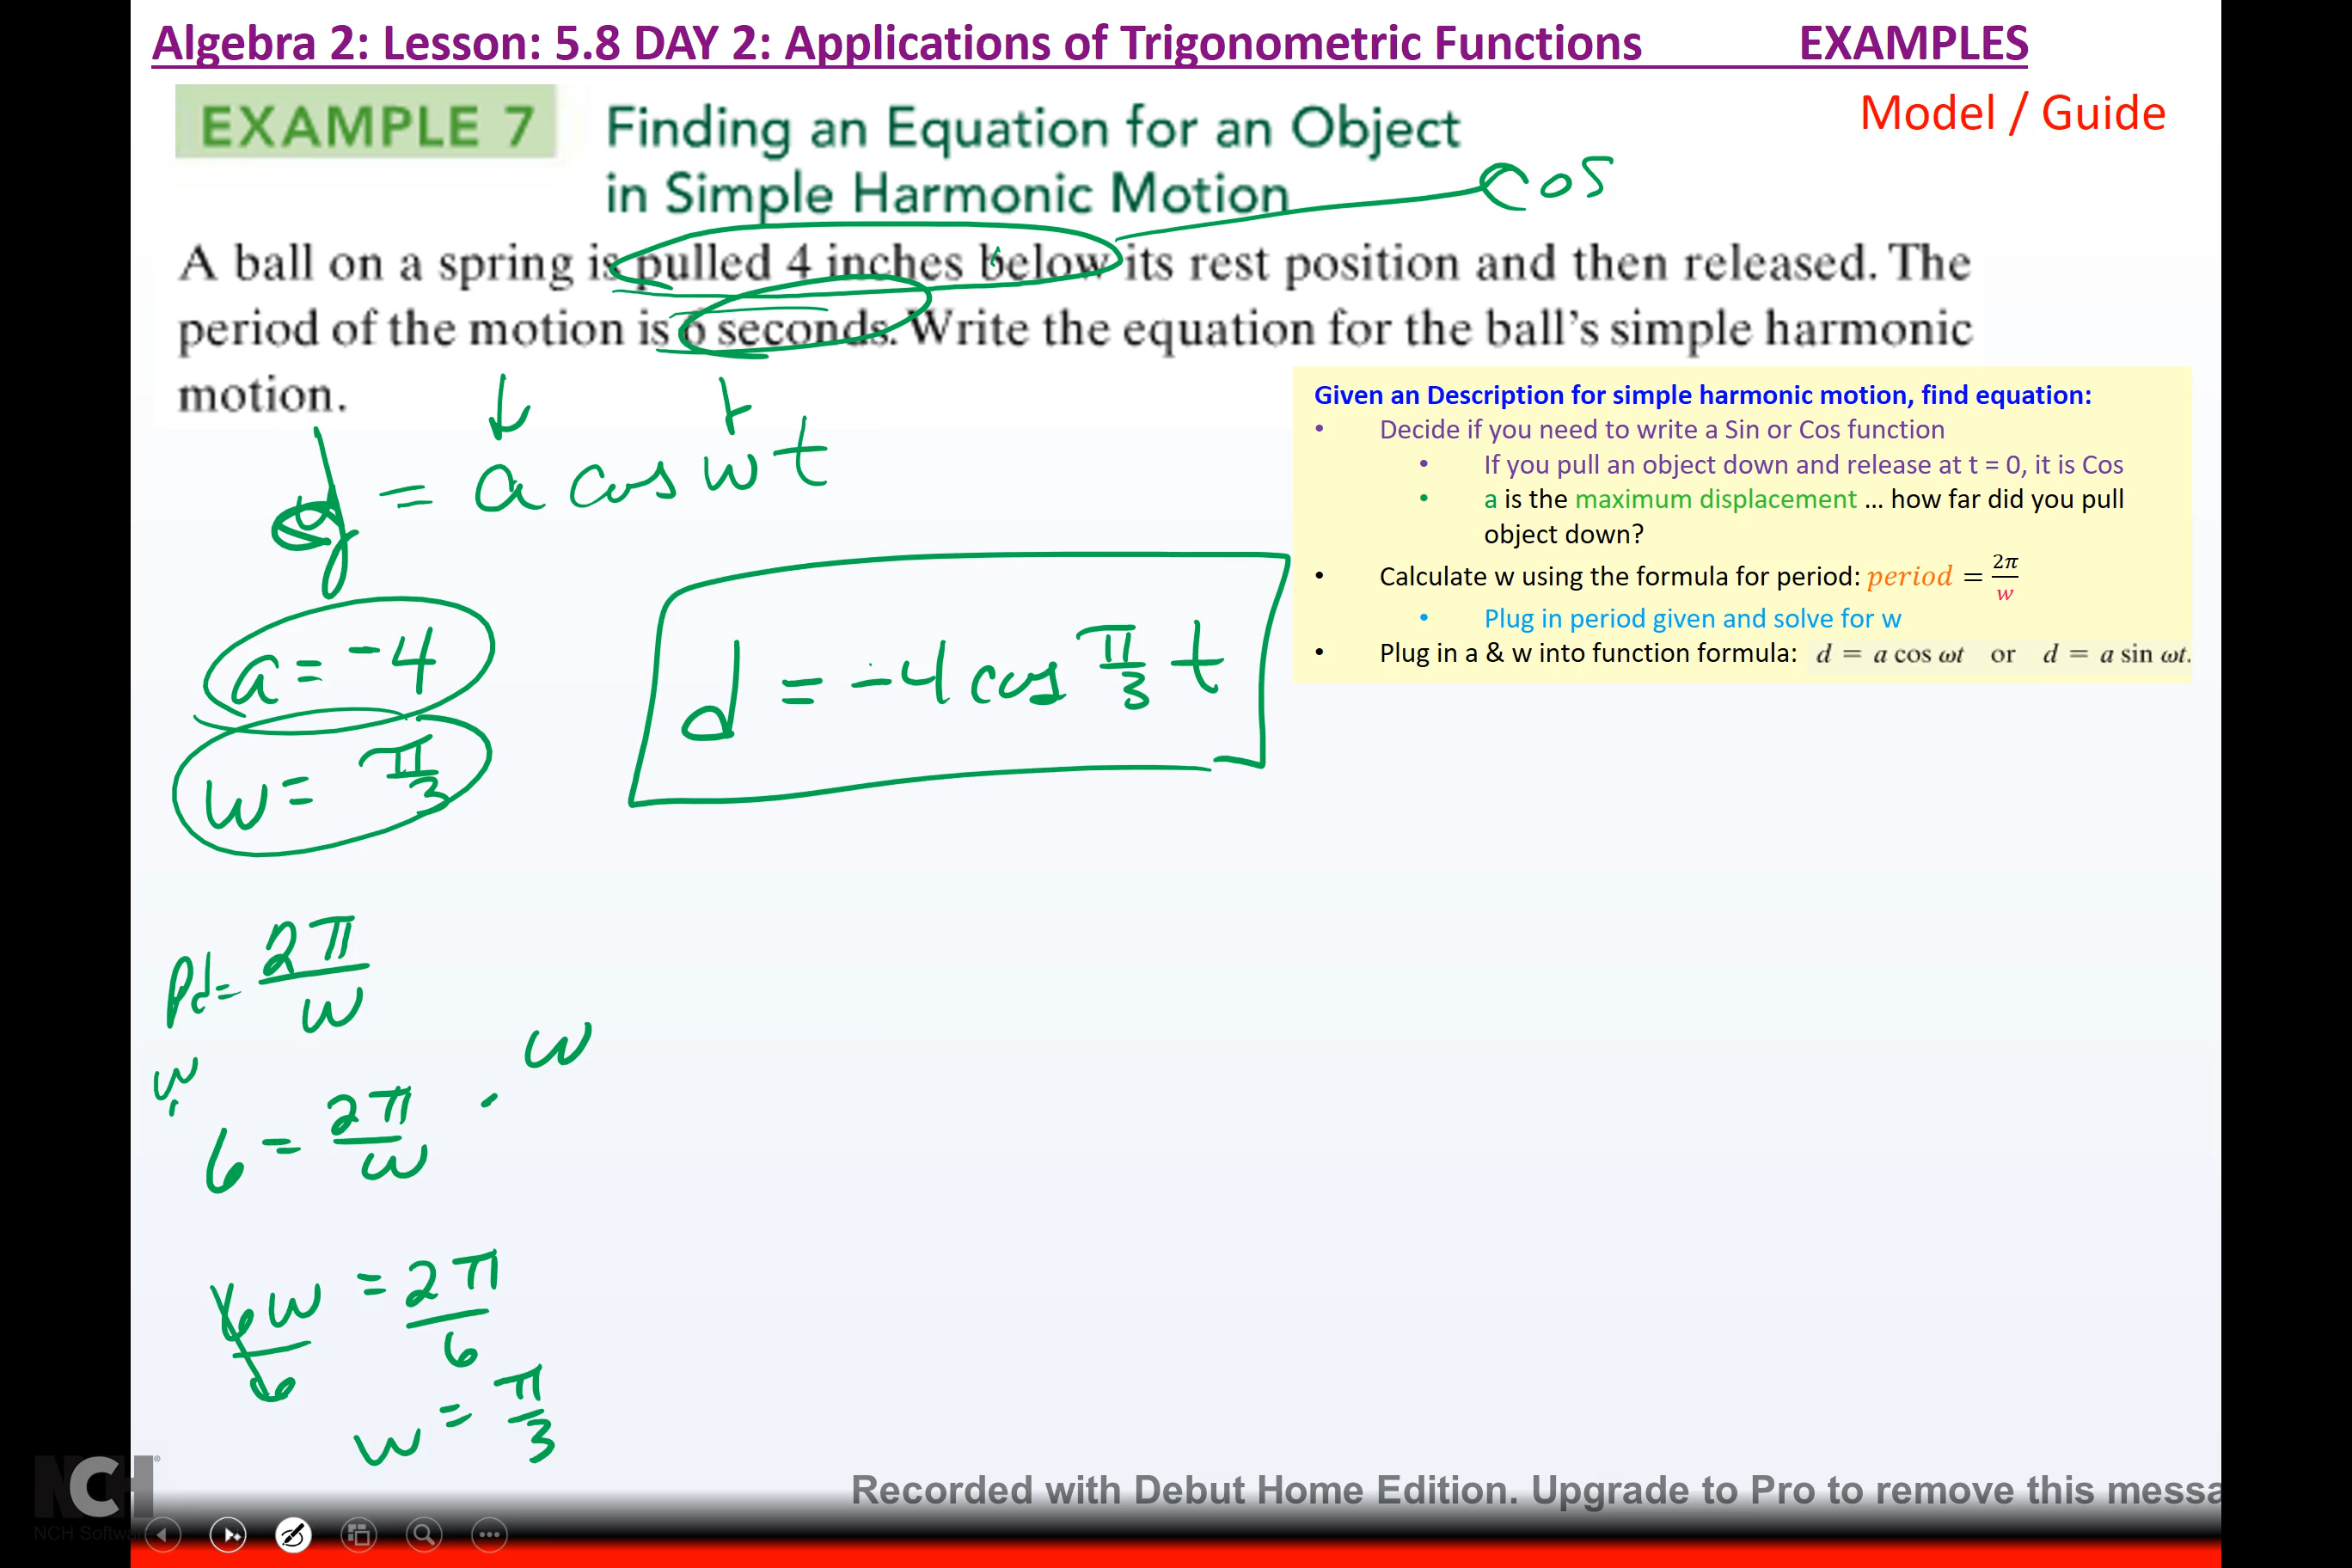 Algebra 2: Lesson: 5.8 DAY 2: Applications of Trigonometric Functions EXAMPLES
Model / Guide
EXAMPLE 7 Finding an Equation for an Object
in Simple Harmonic Motion
cos
A ball on a spring is pulled 4 inches below its rest position and then released. The
period of the motion is 6 seconds. Write the equation for the ball's simple harmonic
motion.
d = a cos w t
a = -4
w = π/3
d = -4 cos π/3 t
Pd = 2π/w
w · 6 = 2π/w · w
6w/6 = 2π/6
w = π/3
Given an Description for simple harmonic motion, find equation:
• Decide if you need to write a Sin or Cos function
• If you pull an object down and release at t = 0, it is Cos
• a is the maximum displacement ... how far did you pull
object down?
• Calculate w using the formula for period: period = 2π/w
• Plug in period given and solve for w
• Plug in a & w into function formula: d = a cos ωt or d = a sin ωt.
Recorded with Debut Home Edition. Upgrade to Pro to remove this messa
NCH®
NCH Softwa